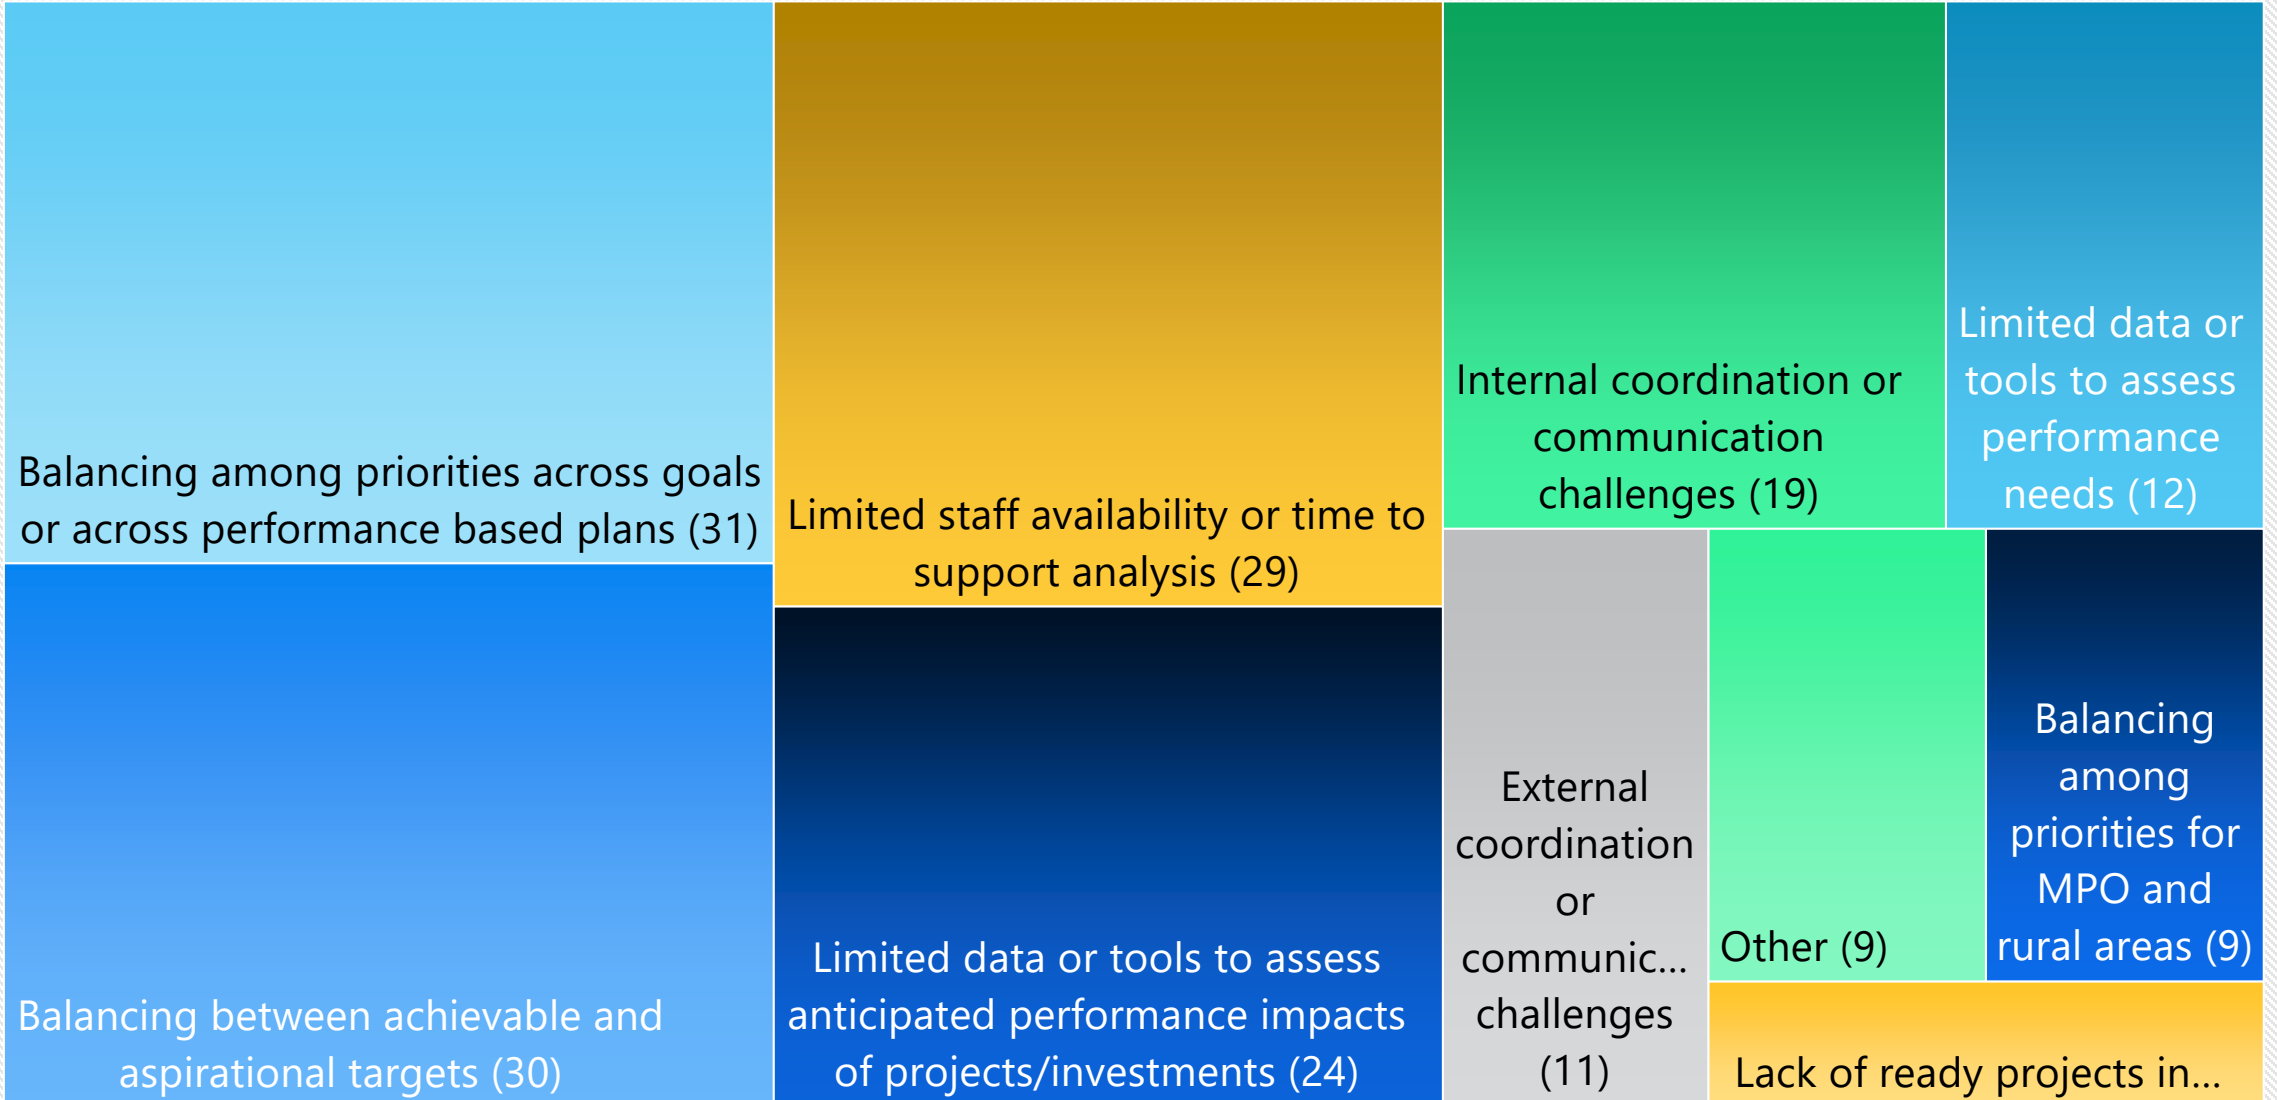 Balancing among priorities across goals
or across performance based plans (31)
Balancing between achievable and
aspirational targets (30)
Limited staff availability or time to
support analysis (29)
Limited data or tools to assess
anticipated performance impacts
of projects/investments (24)
Internal coordination or
communication
challenges (19)
Limited data or
tools to assess
performance
needs (12)
External
coordination
or
communic...
challenges
(11)
Other (9)
Balancing
among
priorities for
MPO and
rural areas (9)
Lack of ready projects in...